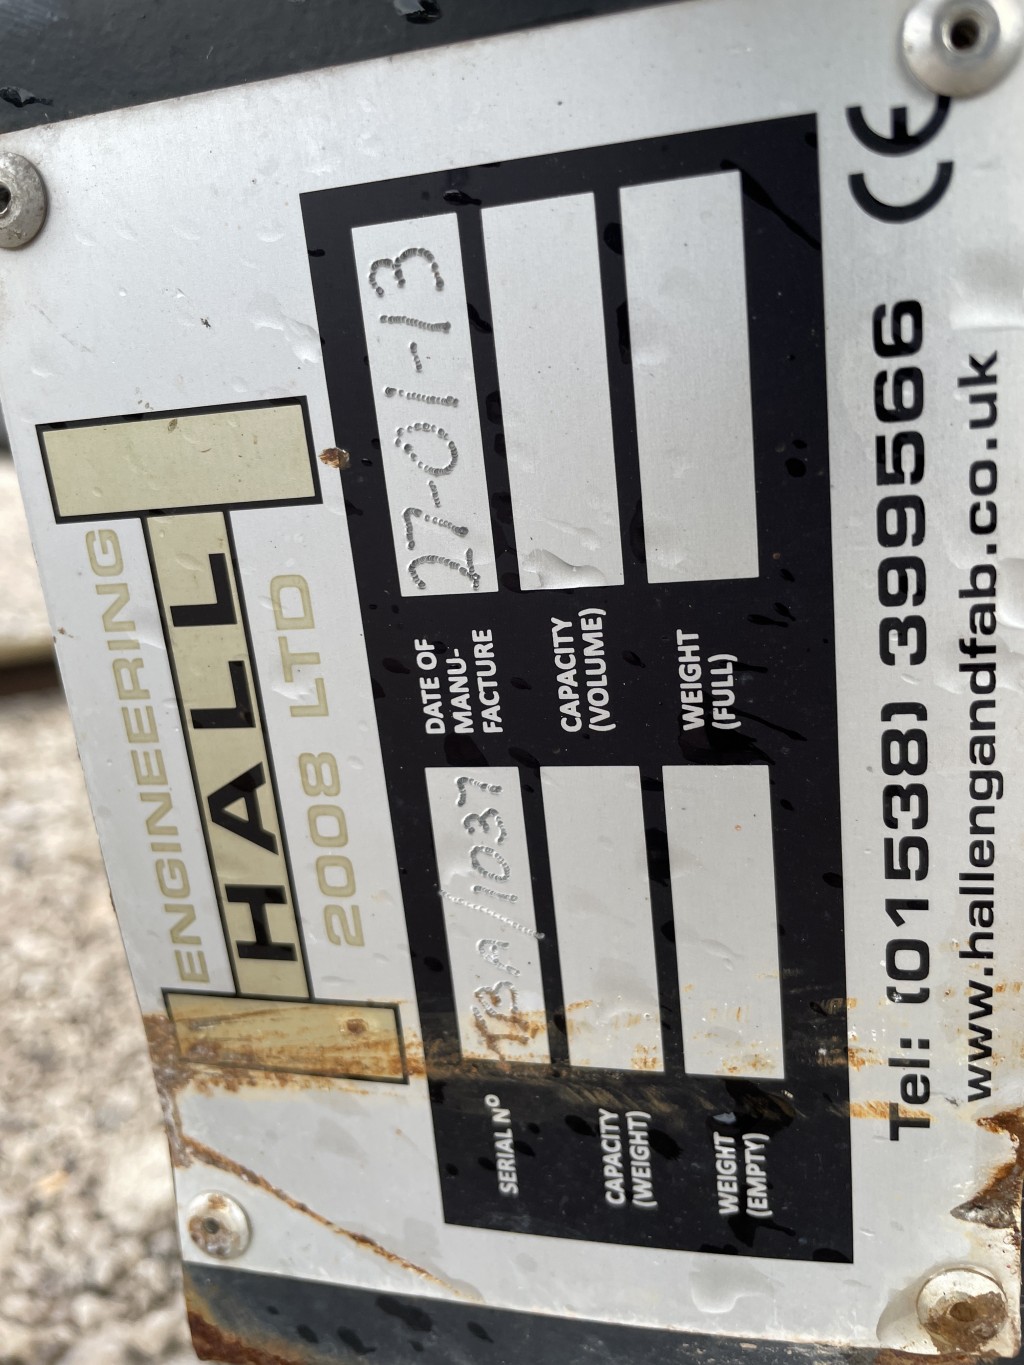 ENGINEERING
HALL
2008 LTD
SERIAL Nº TBA/1037
DATE OF MANU- FACTURE 27-01-13
CAPACITY (WEIGHT)
CAPACITY (VOLUME)
WEIGHT (EMPTY)
WEIGHT (FULL)
Tel: (01538) 399566 CE
www.hallengandfab.co.uk